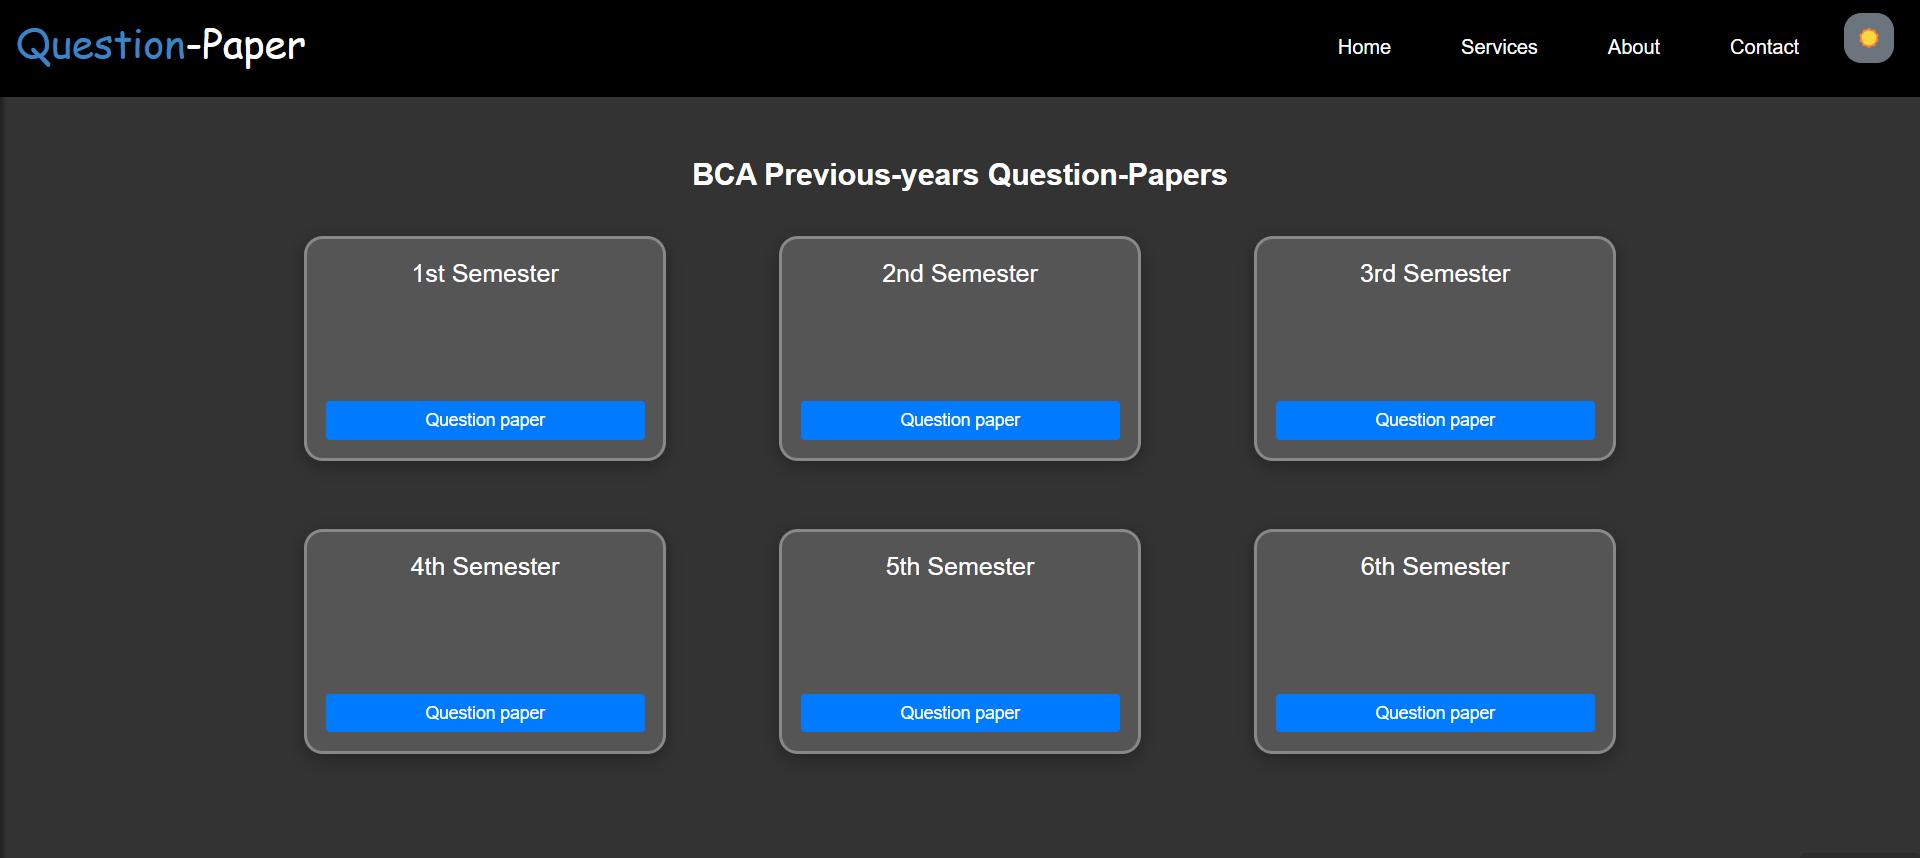 Question-Paper
Home Services About Contact
BCA Previous-years Question-Papers
1st Semester 2nd Semester 3rd Semester
Question paper Question paper Question paper
4th Semester 5th Semester 6th Semester
Question paper Question paper Question paper